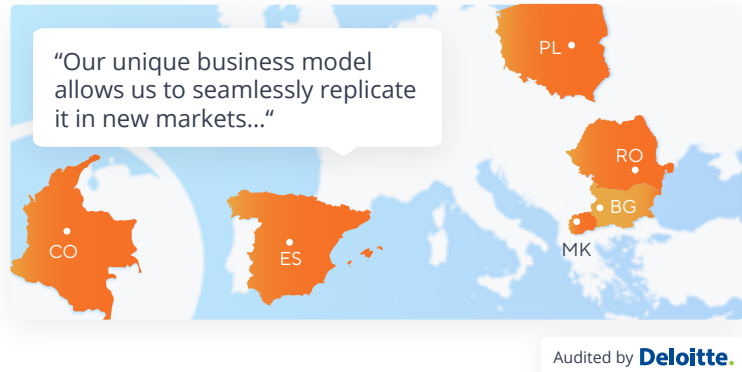 “Our unique business model
allows us to seamlessly replicate
it in new markets...“
PL
RO
BG
MK
CO
ES
Audited by Deloitte.